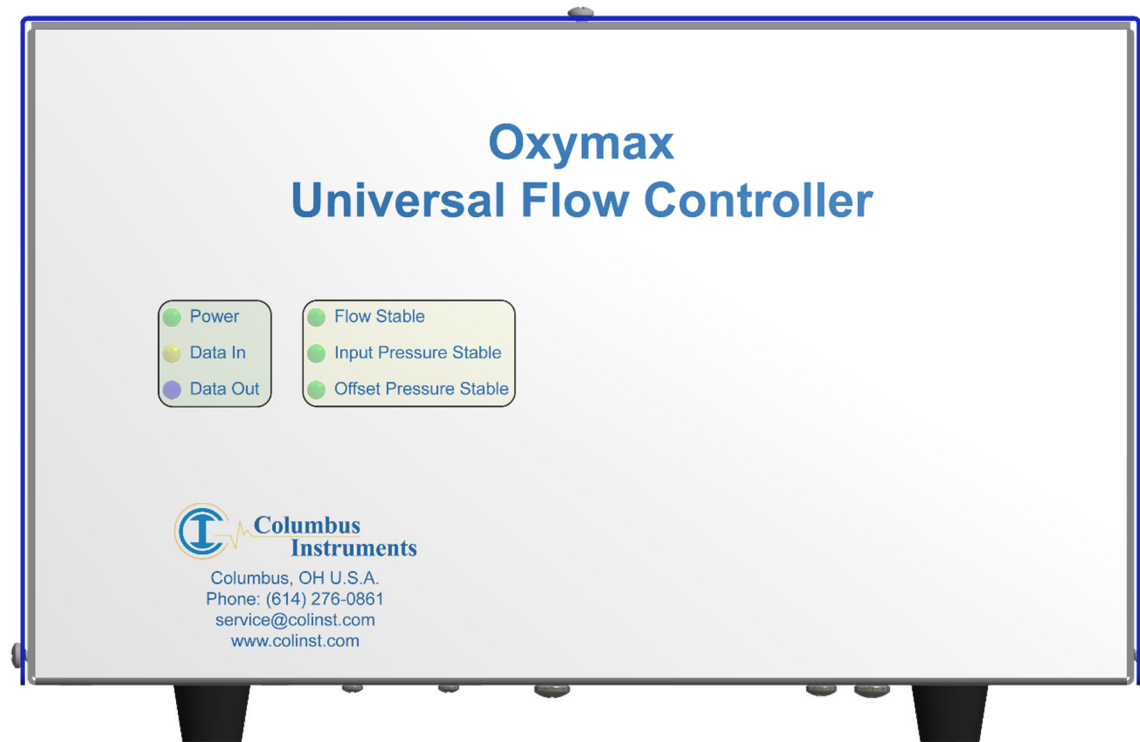 Oxymax
Universal Flow Controller
Power
Data In
Data Out
Flow Stable
Input Pressure Stable
Offset Pressure Stable
Columbus
Instruments
Columbus, OH U.S.A.
Phone: (614) 276-0861
service@colinst.com
www.colinst.com